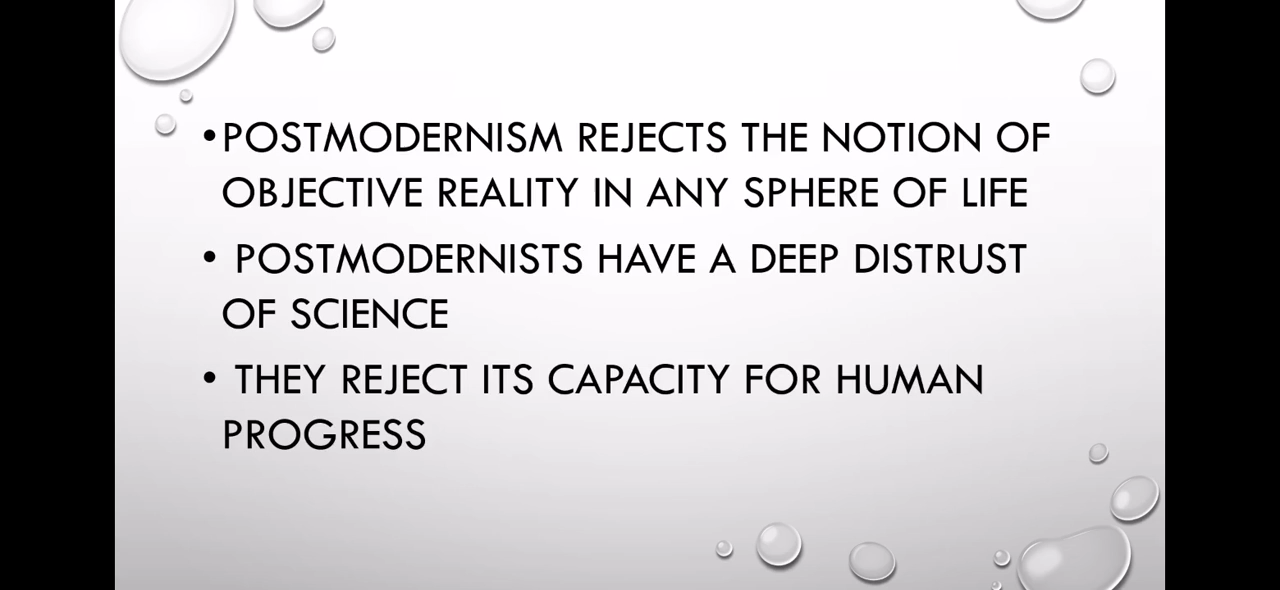 •POSTMODERNISM REJECTS THE NOTION OF
OBJECTIVE REALITY IN ANY SPHERE OF LIFE
• POSTMODERNISTS HAVE A DEEP DISTRUST
OF SCIENCE
• THEY REJECT ITS CAPACITY FOR HUMAN
PROGRESS